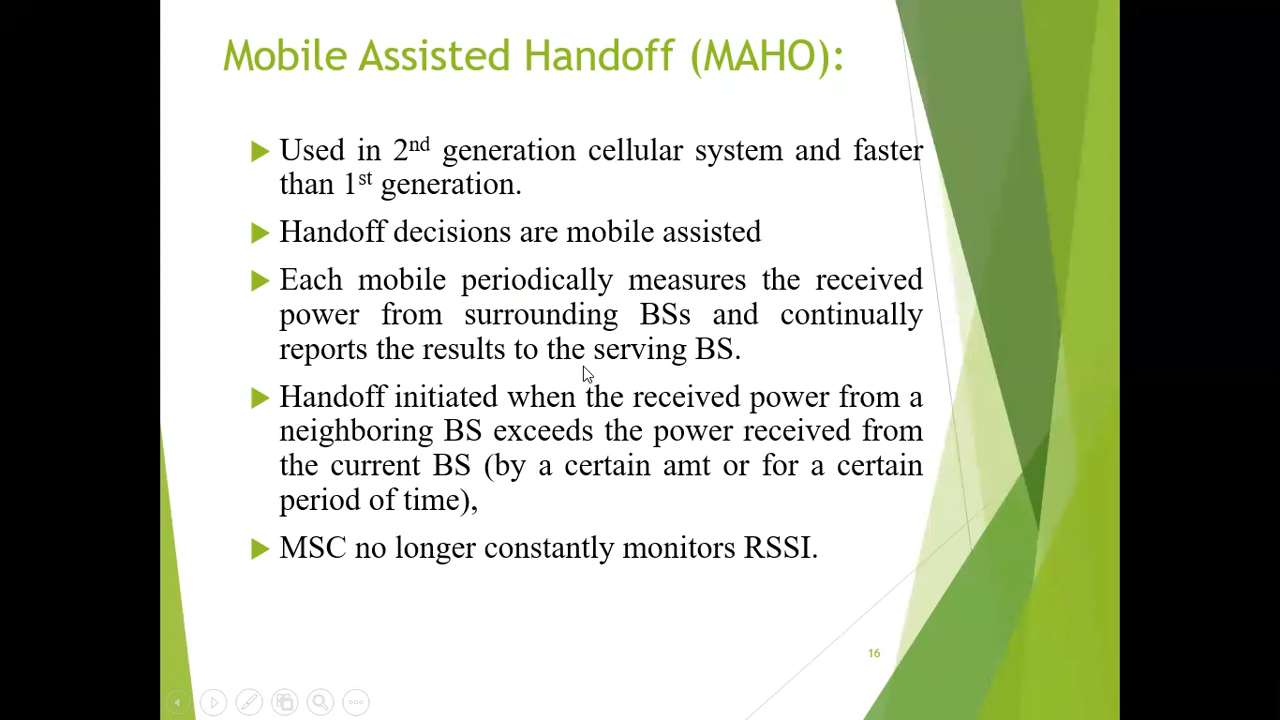 Mobile Assisted Handoff (MAHO):
Used in 2nd generation cellular system and faster
than 1st generation.
Handoff decisions are mobile assisted
Each mobile periodically measures the received
power from surrounding BSs and continually
reports the results to the serving BS.
Handoff initiated when the received power from a
neighboring BS exceeds the power received from
the current BS (by a certain amt or for a certain
period of time),
MSC no longer constantly monitors RSSI.
16